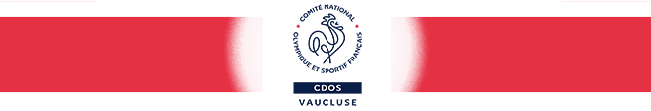 COMITÉ NATIONAL
OLYMPIQUE ET SPORTIF FRANÇAIS
CDOS
VAUCLUSE